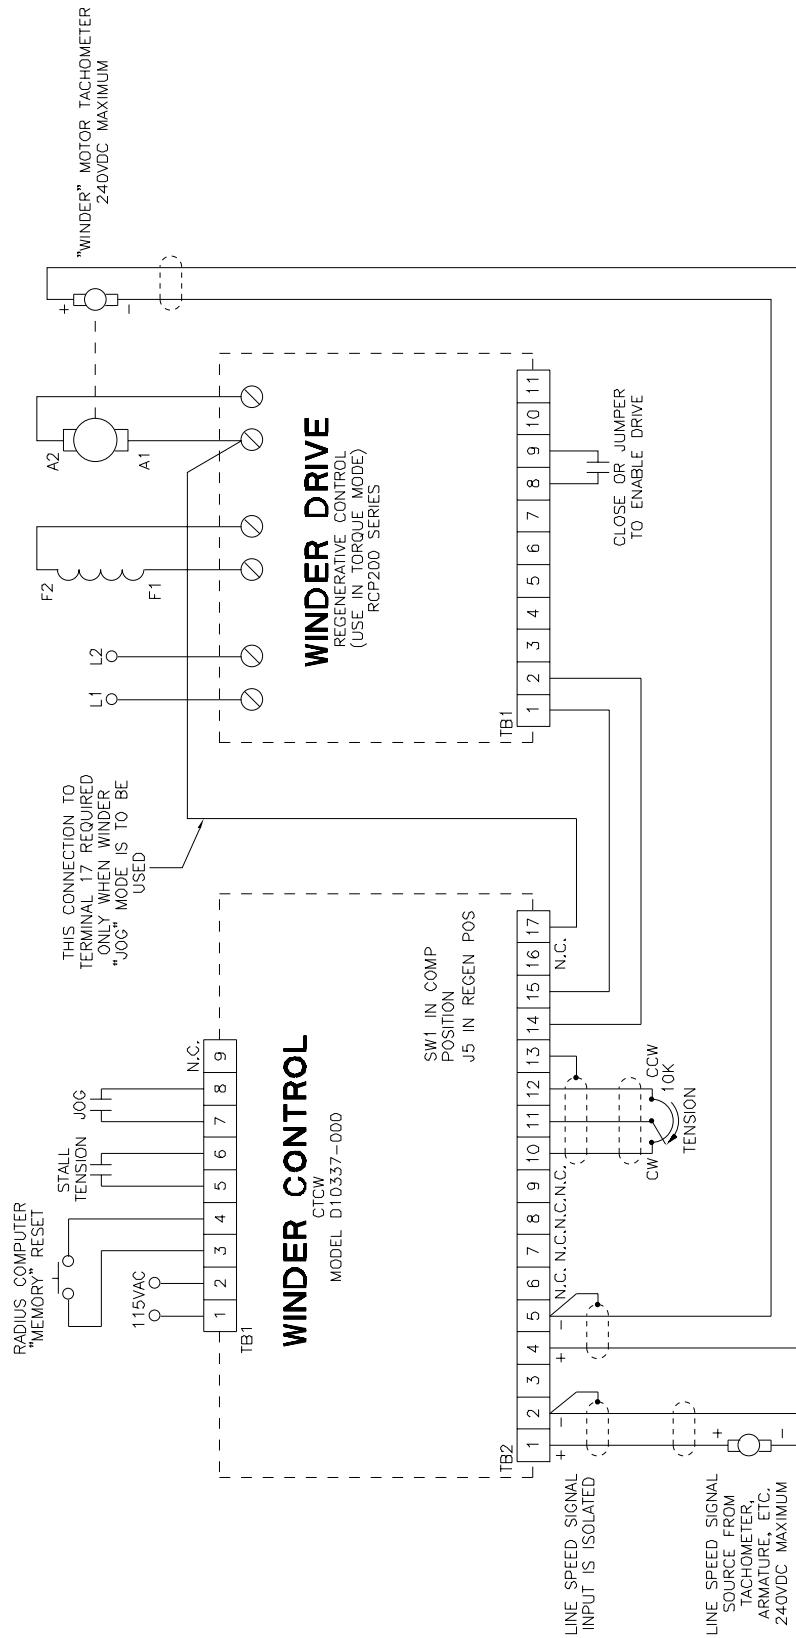 RADIUS COMPUTER
"MEMORY" RESET
115VAC
STALL
TENSION
JOG
N.C.
1 2 3 4 5 6 7 8 9
TB1
WINDER CONTROL
CTCW
MODEL D10337-000
SW1 IN COMP
POSITION
J5 IN REGEN POS
TB2
1 2 3 4 5 6 7 8 9 10 11 12 13 14 15 16 17
+ - + - N.C. N.C. N.C. N.C. N.C.
LINE SPEED SIGNAL
INPUT IS ISOLATED
LINE SPEED SIGNAL
SOURCE FROM
TACHOMETER,
ARMATURE, ETC.
240VDC MAXIMUM
+ -
CW
CCW
10K
TENSION
THIS CONNECTION TO
TERMINAL 17 REQUIRED
ONLY WHEN WINDER
"JOG" MODE IS TO BE
USED
L1 L2
F2
F1
A2
A1
WINDER DRIVE
REGENERATIVE CONTROL
(USE IN TORQUE MODE)
RCP200 SERIES
TB1
1 2 3 4 5 6 7 8 9 10 11
CLOSE OR JUMPER
TO ENABLE DRIVE
"WINDER" MOTOR TACHOMETER
240VDC MAXIMUM
+ -